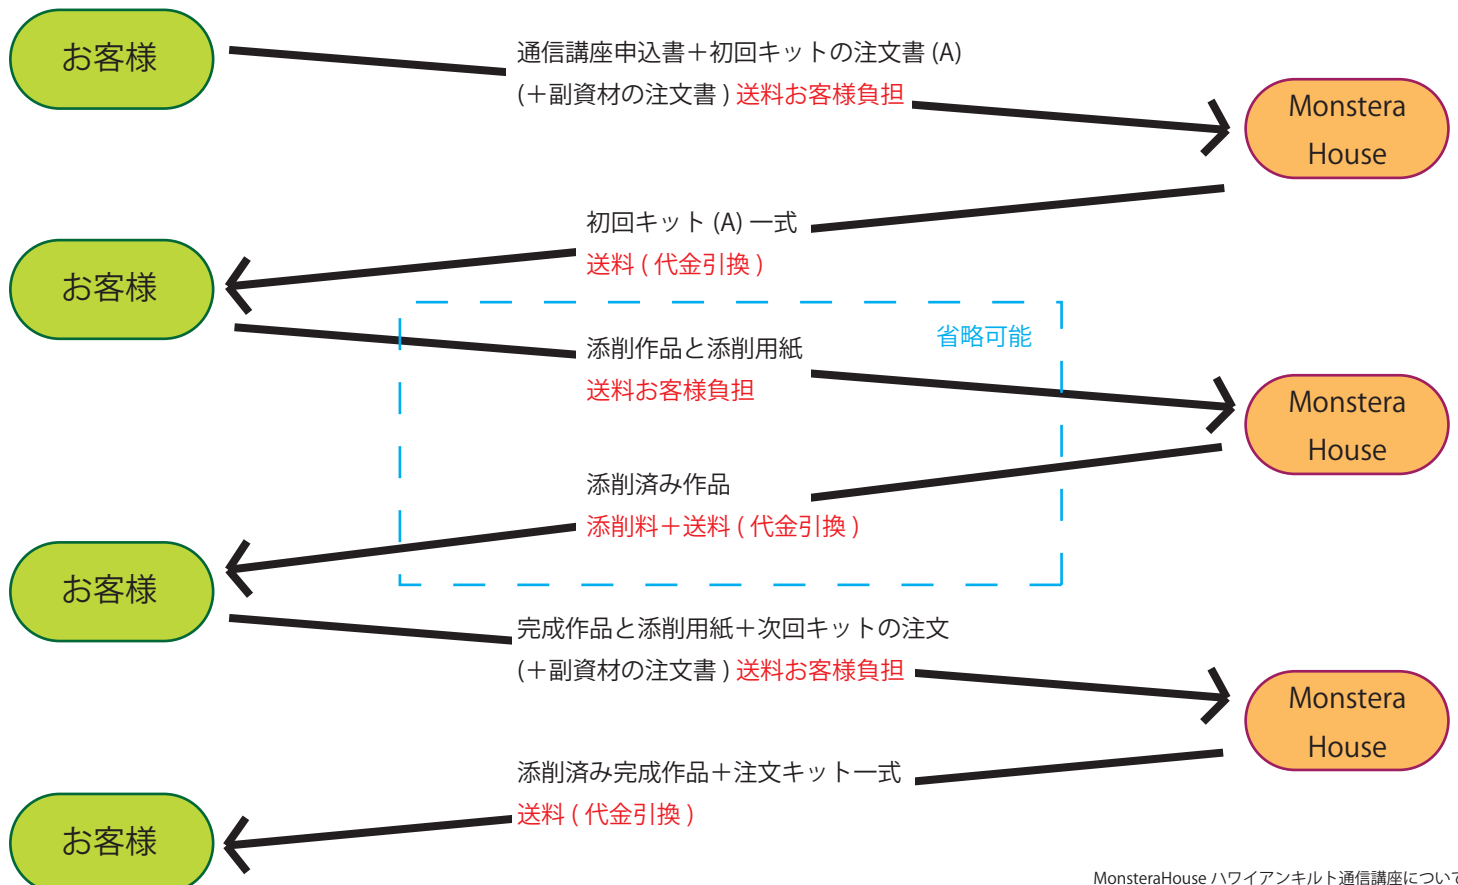 お客様
通信講座申込書＋初回キットの注文書 (A)
(＋副資材の注文書 ) 送料お客様負担
Monstera
House
初回キット (A) 一式
送料 ( 代金引換 )
お客様
省略可能
添削作品と添削用紙
送料お客様負担
Monstera
House
添削済み作品
添削料＋送料 ( 代金引換 )
お客様
完成作品と添削用紙＋次回キットの注文
(＋副資材の注文書 ) 送料お客様負担
Monstera
House
添削済み完成作品＋注文キット一式
送料 ( 代金引換 )
お客様
MonsteraHouse ハワイアンキルト通信講座について